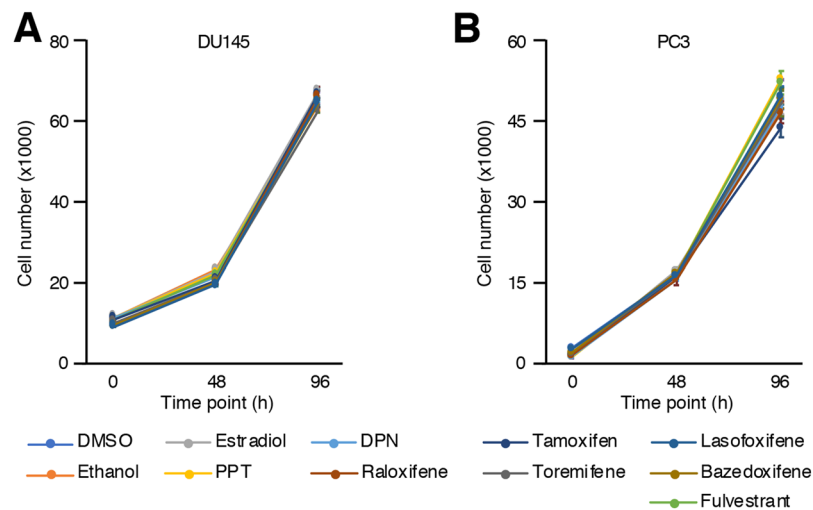 A
DU145
80
60
40
20
0
Cell number (x1000)
0 48 96
Time point (h)
B
PC3
60
45
30
15
0
Cell number (x1000)
0 48 96
Time point (h)
DMSO Estradiol DPN Tamoxifen Lasofoxifene
Ethanol PPT Raloxifene Toremifene Bazedoxifene
Fulvestrant